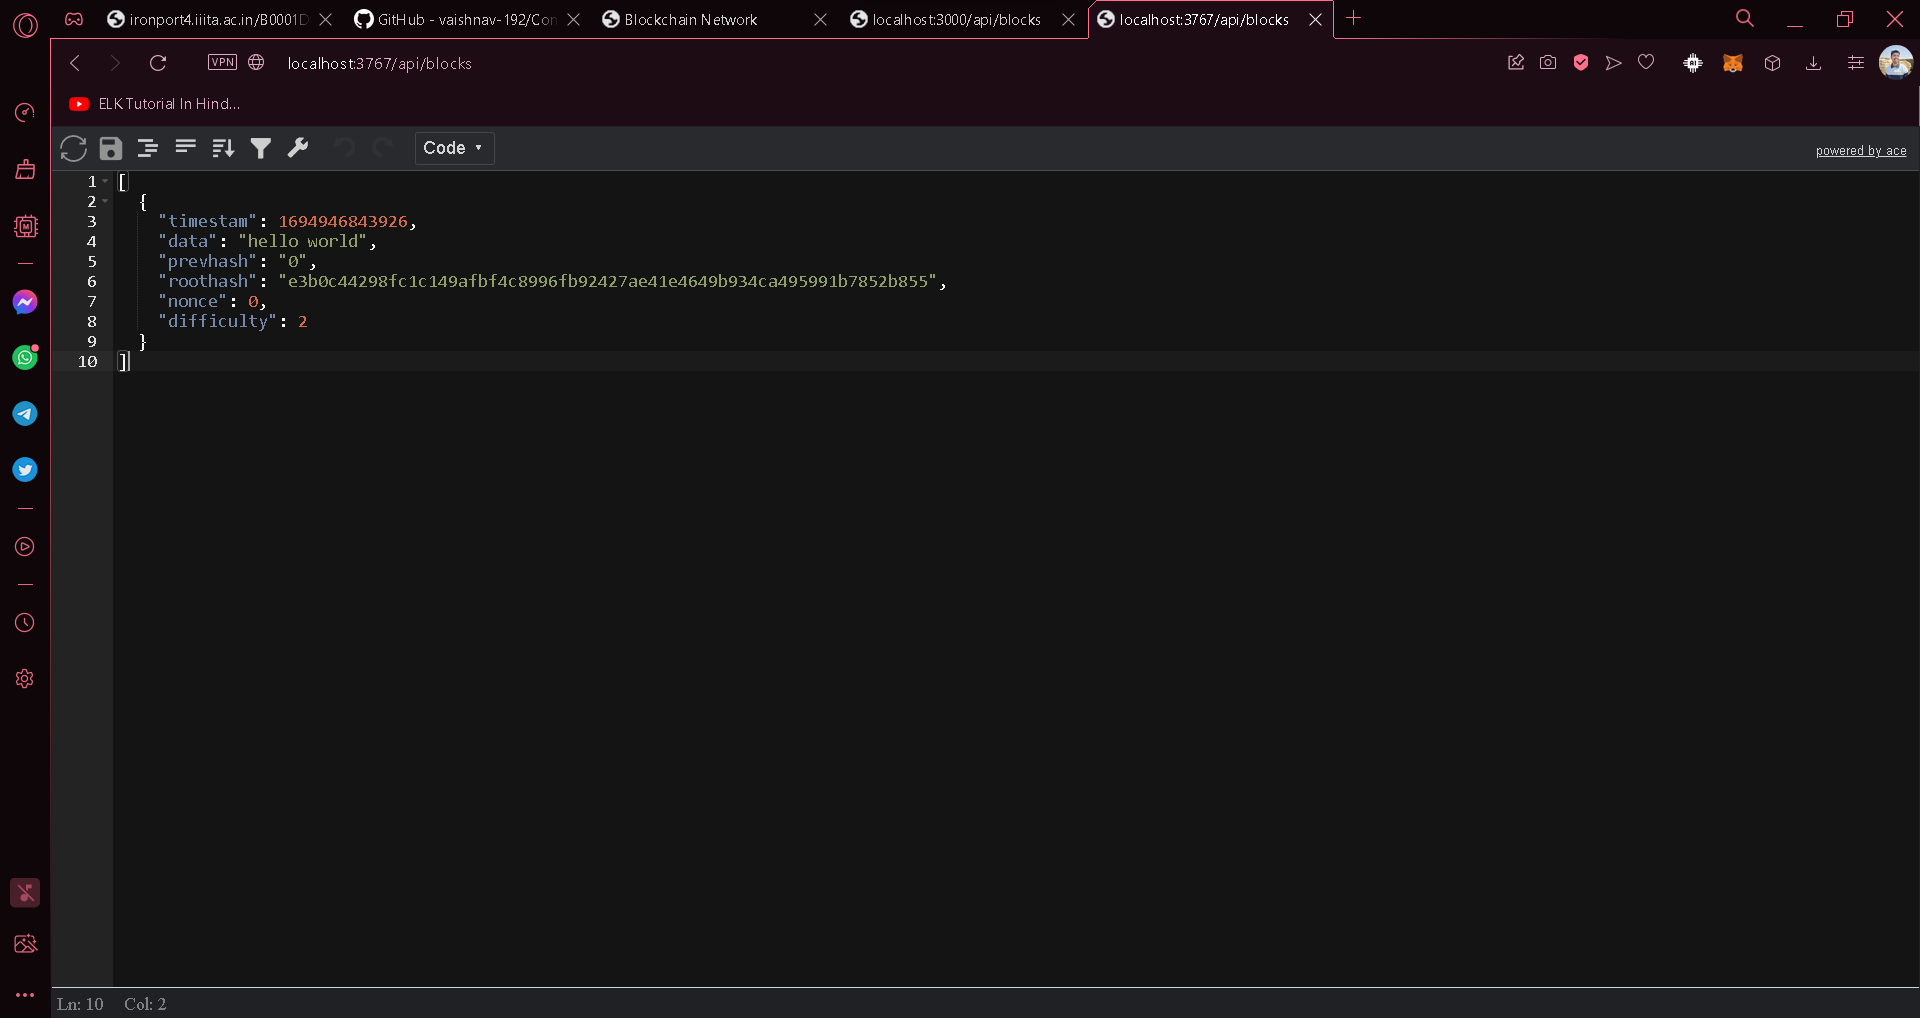 ironport4.iiita.ac.in/B0001D
GitHub - vaishnav-192/Con
Blockchain Network
localhost:3000/api/blocks
localhost:3767/api/blocks
VPN
localhost:3767/api/blocks
ELK Tutorial In Hind...
Code
powered by ace
1 [
2 {
3 "timestam": 1694946843926,
4 "data": "hello world",
5 "prevhash": "0",
6 "roothash": "e3b0c44298fc1c149afbf4c8996fb92427ae41e4649b934ca495991b7852b855",
7 "nonce": 0,
8 "difficulty": 2
9 }
10 ]
Ln: 10 Col: 2